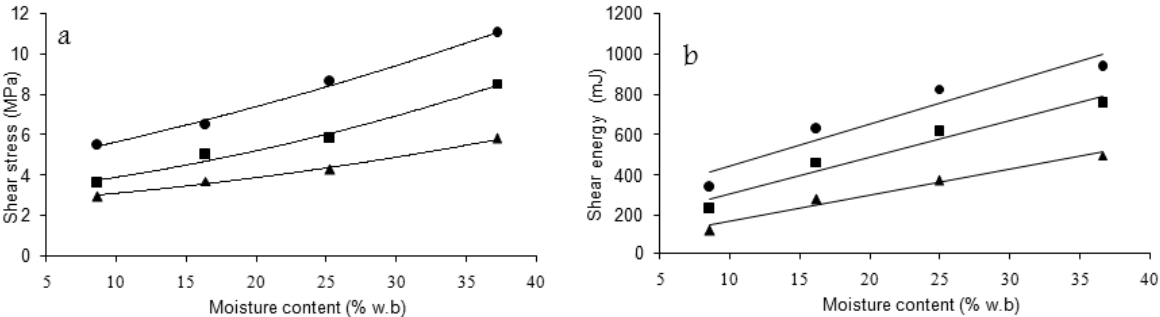 a
Shear stress (MPa)
12
10
8
6
4
2
0
5 10 15 20 25 30 35 40
Moisture content (% w.b)
b
Shear energy (mJ)
1200
1000
800
600
400
200
0
5 10 15 20 25 30 35 40
Moisture content (% w.b)